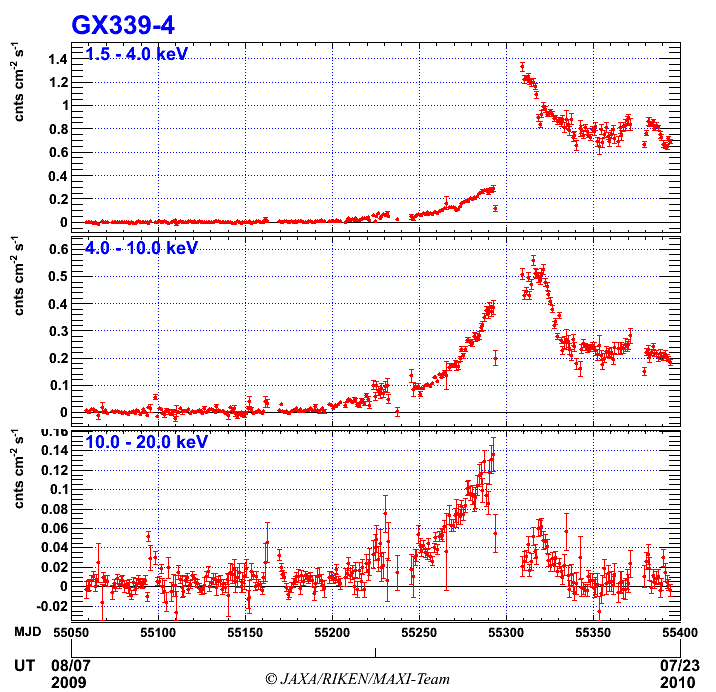 GX339-4
1.5 - 4.0 keV
cnts cm-2 s-1
1.4
1.2
1
0.8
0.6
0.4
0.2
0
4.0 - 10.0 keV
cnts cm-2 s-1
0.6
0.5
0.4
0.3
0.2
0.1
0
10.0 - 20.0 keV
cnts cm-2 s-1
0.16
0.14
0.12
0.1
0.08
0.06
0.04
0.02
0
-0.02
MJD 55050 55100 55150 55200 55250 55300 55350 55400
UT 08/07 07/23
2009 © JAXA/RIKEN/MAXI-Team 2010